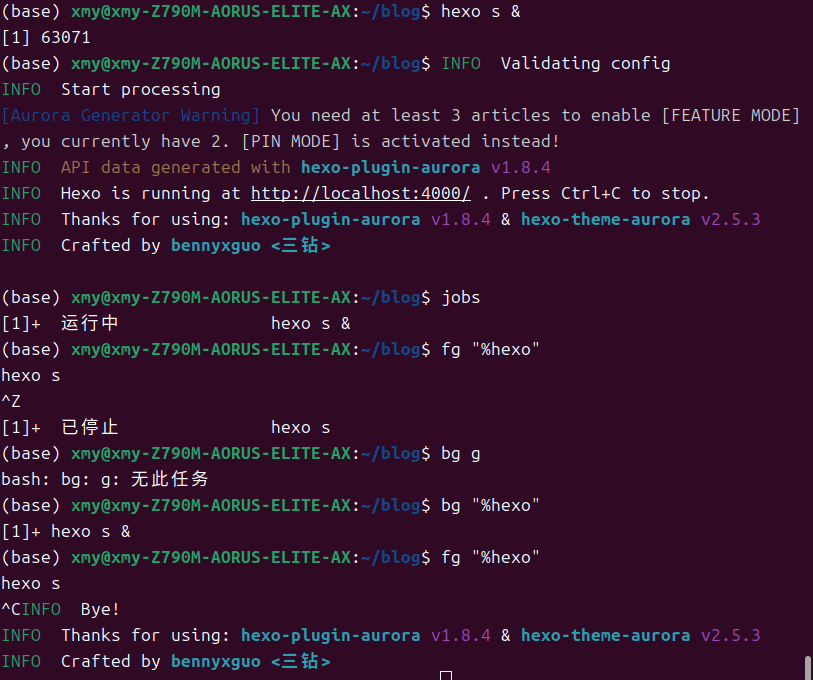 (base) xmy@xmy-Z790M-AORUS-ELITE-AX:~/blog$ hexo s &
[1] 63071
(base) xmy@xmy-Z790M-AORUS-ELITE-AX:~/blog$ INFO  Validating config
INFO  Start processing
[Aurora Generator Warning] You need at least 3 articles to enable [FEATURE MODE]
, you currently have 2. [PIN MODE] is activated instead!
INFO  API data generated with hexo-plugin-aurora v1.8.4
INFO  Hexo is running at http://localhost:4000/ . Press Ctrl+C to stop.
INFO  Thanks for using: hexo-plugin-aurora v1.8.4 & hexo-theme-aurora v2.5.3
INFO  Crafted by bennyxguo <三钻>
(base) xmy@xmy-Z790M-AORUS-ELITE-AX:~/blog$ jobs
[1]+  运行中               hexo s &
(base) xmy@xmy-Z790M-AORUS-ELITE-AX:~/blog$ fg "%hexo"
hexo s
^Z
[1]+  已停止               hexo s
(base) xmy@xmy-Z790M-AORUS-ELITE-AX:~/blog$ bg g
bash: bg: g: 无此任务
(base) xmy@xmy-Z790M-AORUS-ELITE-AX:~/blog$ bg "%hexo"
[1]+ hexo s &
(base) xmy@xmy-Z790M-AORUS-ELITE-AX:~/blog$ fg "%hexo"
hexo s
^CINFO  Bye!
INFO  Thanks for using: hexo-plugin-aurora v1.8.4 & hexo-theme-aurora v2.5.3
INFO  Crafted by bennyxguo <三钻>